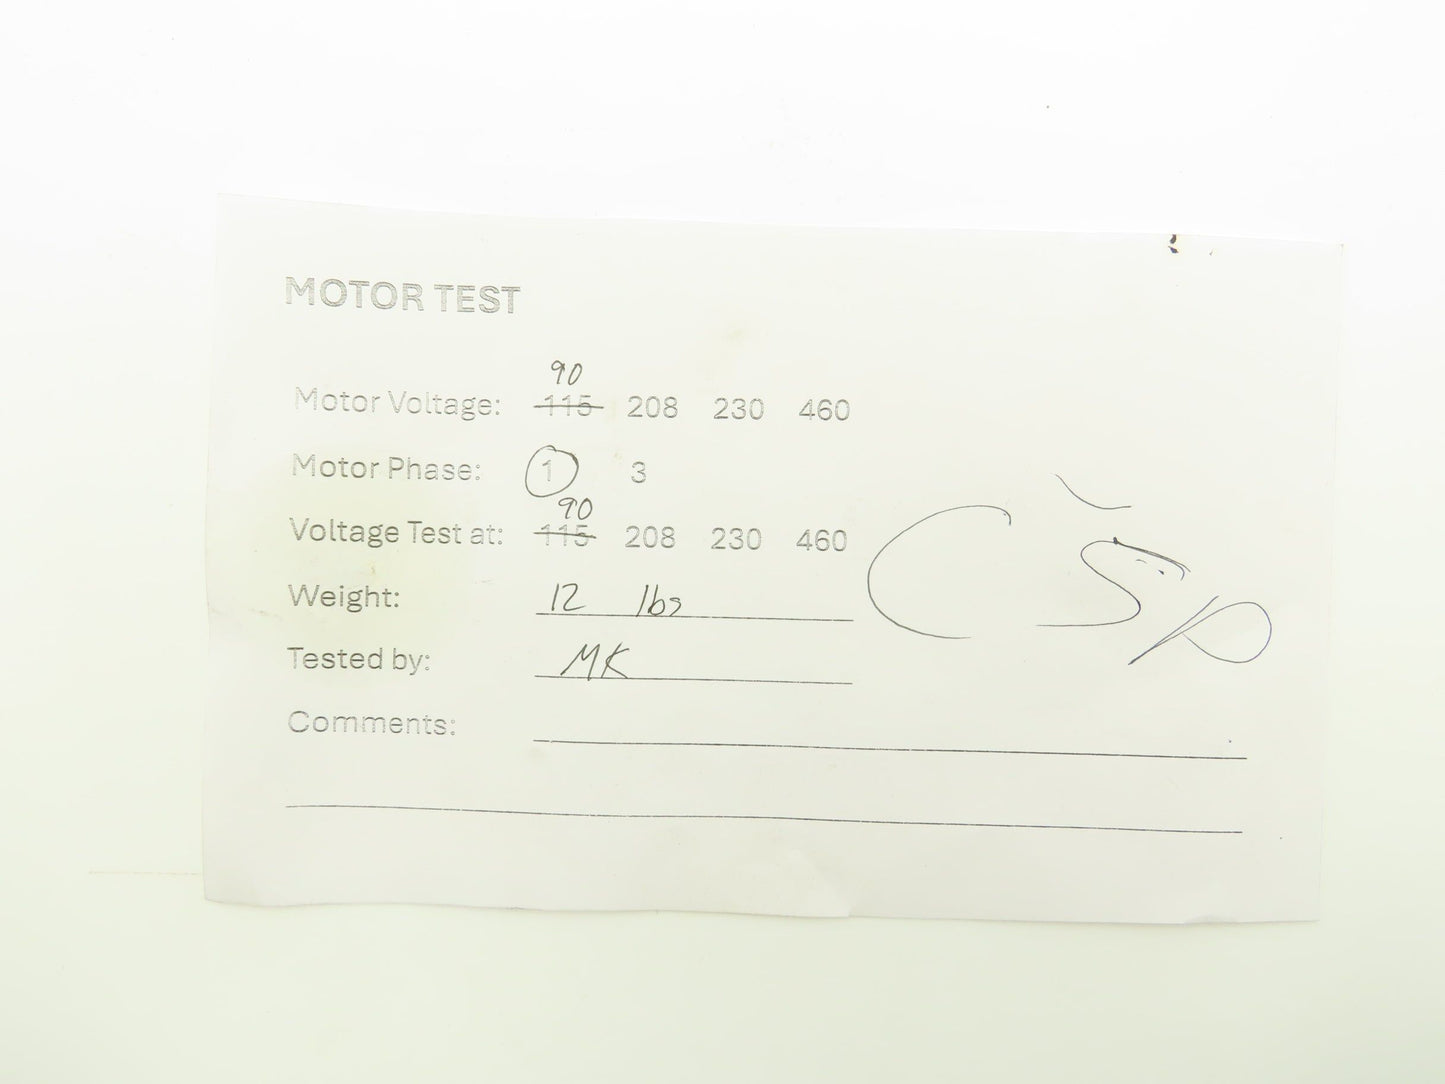 MOTOR TEST
90
Motor Voltage: 115 208 230 460
Motor Phase: 1 3
90
Voltage Test at: 115 208 230 460
Weight: 12 lbs
Tested by: MK
Comments: